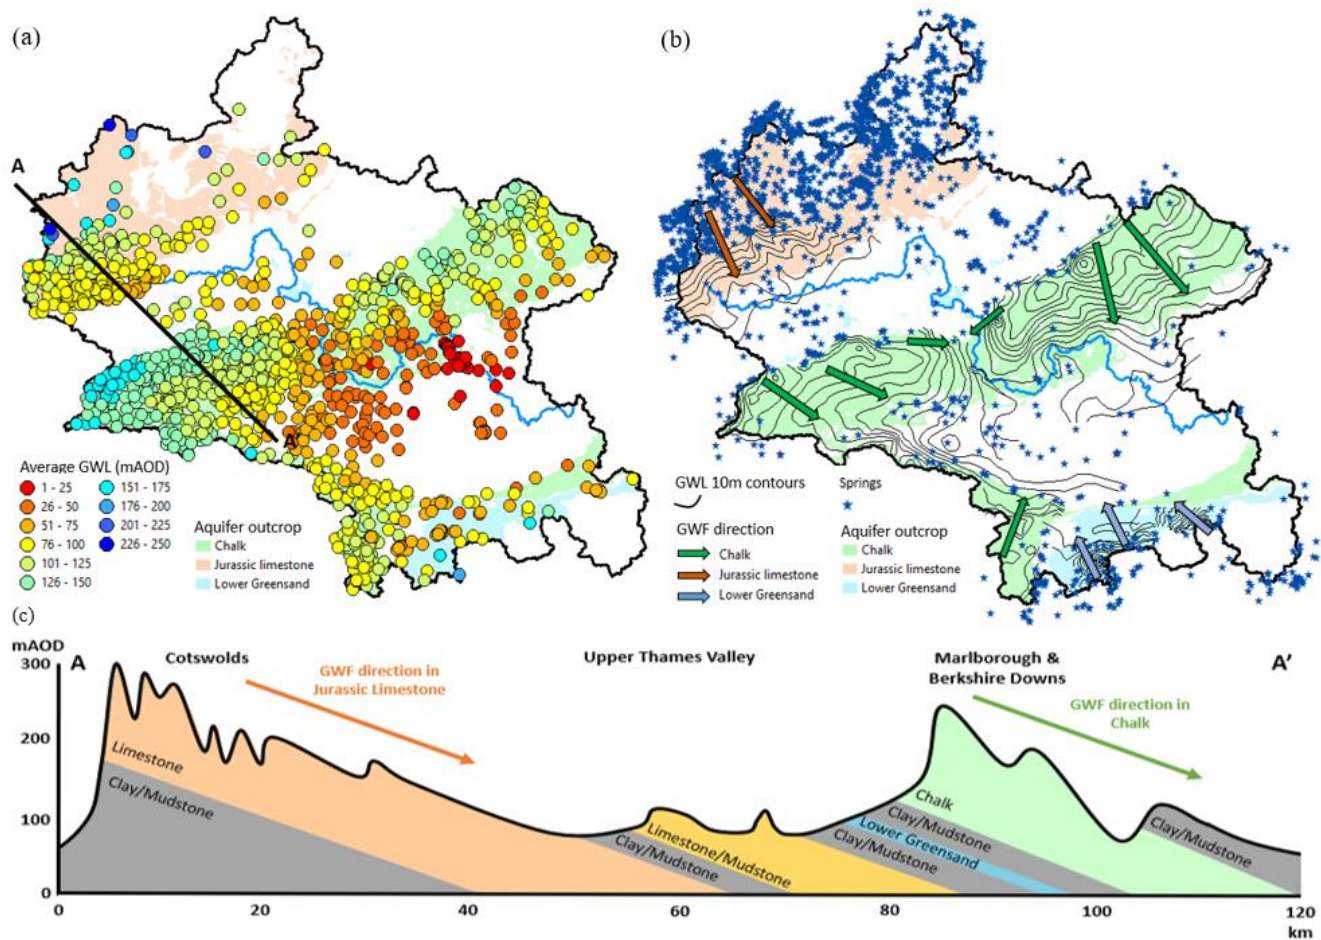 (a)
A
A'
Average GWL (mAOD)
1 - 25
26 - 50
51 - 75
76 - 100
101 - 125
126 - 150
151 - 175
176 - 200
201 - 225
226 - 250
Aquifer outcrop
Chalk
Jurassic limestone
Lower Greensand
(b)
GWL 10m contours
Springs
GWF direction
Chalk
Jurassic limestone
Lower Greensand
Aquifer outcrop
Chalk
Jurassic limestone
Lower Greensand
(c)
mAOD
300
200
100
0
A
Cotswolds
GWF direction in
Jurassic Limestone
Upper Thames Valley
Marlborough &
Berkshire Downs
GWF direction in
Chalk
A'
Limestone
Clay/Mudstone
Limestone/Mudstone
Clay/Mudstone
Chalk
Clay/Mudstone
Lower Greensand
Clay/Mudstone
Clay/Mudstone
0
20
40
60
80
100
120
km